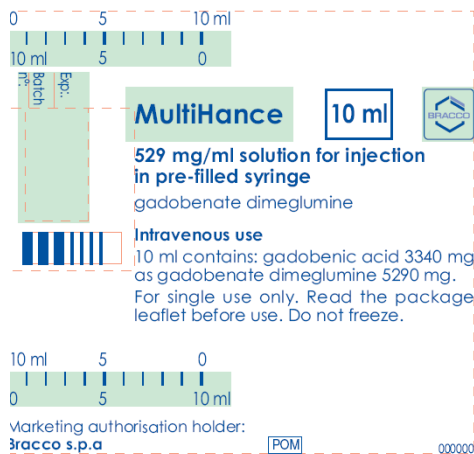 0 5 10 ml
10 ml 5 0
Exp:.
Batch
n°:
MultiHance
10 ml
BRACCO
529 mg/ml solution for injection
in pre-filled syringe
gadobenate dimeglumine
Intravenous use
10 ml contains: gadobenic acid 3340 mg
as gadobenate dimeglumine 5290 mg.
For single use only. Read the package
leaflet before use. Do not freeze.
10 ml 5 0
0 5 10 ml
Marketing authorisation holder:
Bracco s.p.a
POM
000000